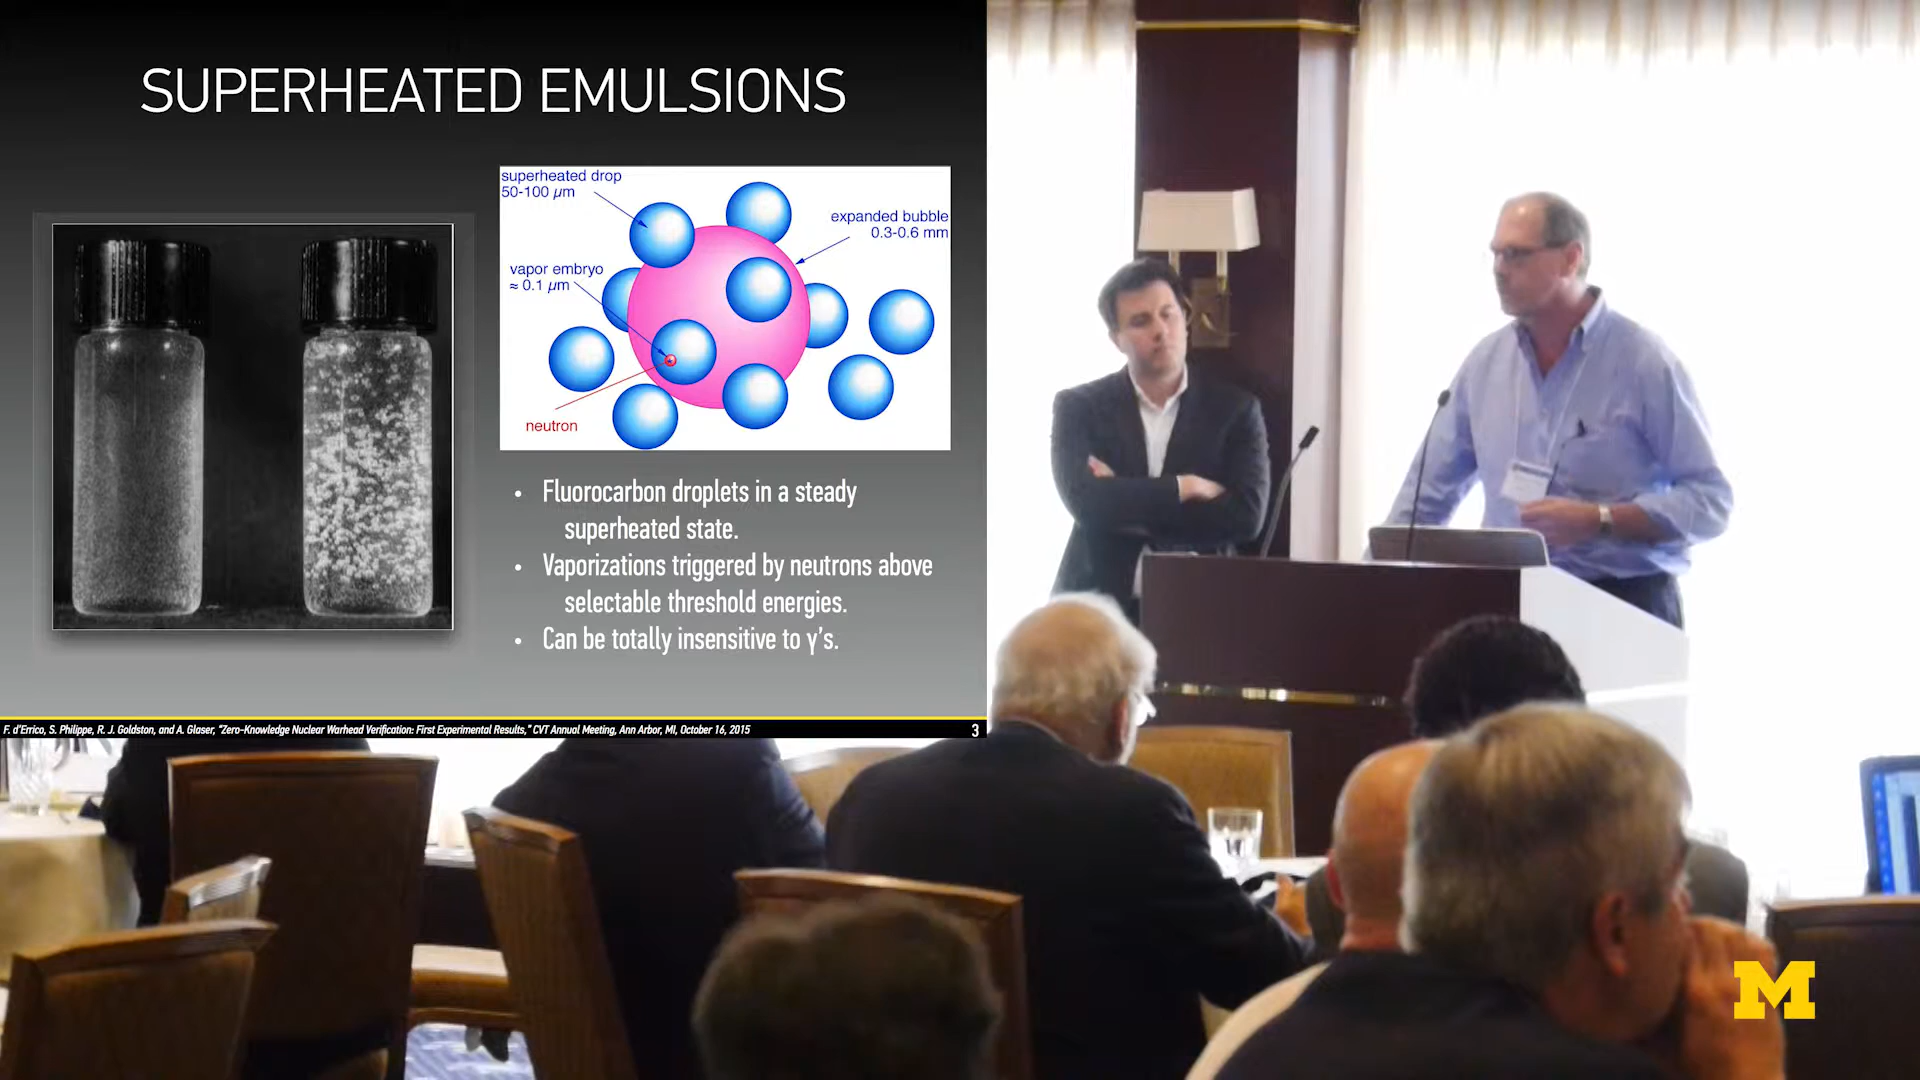 SUPERHEATED EMULSIONS
superheated drop
50-100 µm
expanded bubble
0.3-0.6 mm
vapor embryo
≈ 0.1 µm
neutron
• Fluorocarbon droplets in a steady
superheated state.
• Vaporizations triggered by neutrons above
selectable threshold energies.
• Can be totally insensitive to γ's.
F. d'Errico, S. Philippe, R. J. Goldston, and A. Glaser, "Zero-Knowledge Nuclear Warhead Verification: First Experimental Results," CVT Annual Meeting, Ann Arbor, MI, October 16, 2015
3
M